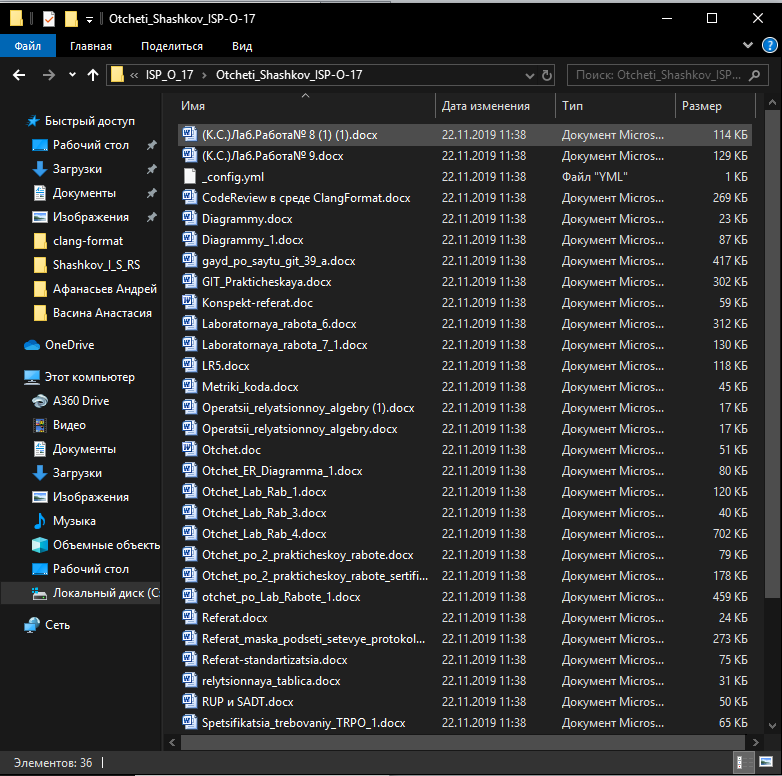 Otcheti_Shashkov_ISP-O-17
Файл Главная Поделиться Вид
« ISP_O_17 › Otcheti_Shashkov_ISP-O-17
Поиск: Otcheti_Shashkov_ISP...
Имя Дата изменения Тип Размер
Быстрый доступ
Рабочий стол
Загрузки
Документы
Изображения
clang-format
Shashkov_I_S_RS
Афанасьев Андрей
Васина Анастасия
OneDrive
Этот компьютер
A360 Drive
Видео
Документы
Загрузки
Изображения
Музыка
Объемные объекть
Рабочий стол
Локальный диск (C
Сеть
(К.С.)Лаб.Работа№ 8 (1) (1).docx 22.11.2019 11:38 Документ Micros... 114 КБ
(К.С.)Лаб.Работа№ 9.docx 22.11.2019 11:38 Документ Micros... 129 КБ
_config.yml 22.11.2019 11:38 Файл "YML" 1 КБ
CodeReview в среде ClangFormat.docx 22.11.2019 11:38 Документ Micros... 269 КБ
Diagrammy.docx 22.11.2019 11:38 Документ Micros... 23 КБ
Diagrammy_1.docx 22.11.2019 11:38 Документ Micros... 87 КБ
gayd_po_saytu_git_39_a.docx 22.11.2019 11:38 Документ Micros... 417 КБ
GIT_Prakticheskaya.docx 22.11.2019 11:38 Документ Micros... 302 КБ
Konspekt-referat.doc 22.11.2019 11:38 Документ Micros... 59 КБ
Laboratornaya_rabota_6.docx 22.11.2019 11:38 Документ Micros... 312 КБ
Laboratornaya_rabota_7_1.docx 22.11.2019 11:38 Документ Micros... 130 КБ
LR5.docx 22.11.2019 11:38 Документ Micros... 118 КБ
Metriki_koda.docx 22.11.2019 11:38 Документ Micros... 45 КБ
Operatsii_relyatsionnoy_algebry (1).docx 22.11.2019 11:38 Документ Micros... 17 КБ
Operatsii_relyatsionnoy_algebry.docx 22.11.2019 11:38 Документ Micros... 17 КБ
Otchet.doc 22.11.2019 11:38 Документ Micros... 51 КБ
Otchet_ER_Diagramma_1.docx 22.11.2019 11:38 Документ Micros... 80 КБ
Otchet_Lab_Rab_1.docx 22.11.2019 11:38 Документ Micros... 120 КБ
Otchet_Lab_Rab_3.docx 22.11.2019 11:38 Документ Micros... 40 КБ
Otchet_Lab_Rab_4.docx 22.11.2019 11:38 Документ Micros... 702 КБ
Otchet_po_2_prakticheskoy_rabote.docx 22.11.2019 11:38 Документ Micros... 79 КБ
Otchet_po_2_prakticheskoy_rabote_sertifi... 22.11.2019 11:38 Документ Micros... 178 КБ
otchet_po_Lab_Rabote_1.docx 22.11.2019 11:38 Документ Micros... 459 КБ
Referat.docx 22.11.2019 11:38 Документ Micros... 24 КБ
Referat_maska_podseti_setevye_protokol... 22.11.2019 11:38 Документ Micros... 273 КБ
Referat-standartizatsia.docx 22.11.2019 11:38 Документ Micros... 75 КБ
relytsionnaya_tablica.docx 22.11.2019 11:38 Документ Micros... 31 КБ
RUP и SADT.docx 22.11.2019 11:38 Документ Micros... 50 КБ
Spetsifikatsia_trebovaniy_TRPO_1.docx 22.11.2019 11:38 Документ Micros... 65 КБ
Элементов: 36